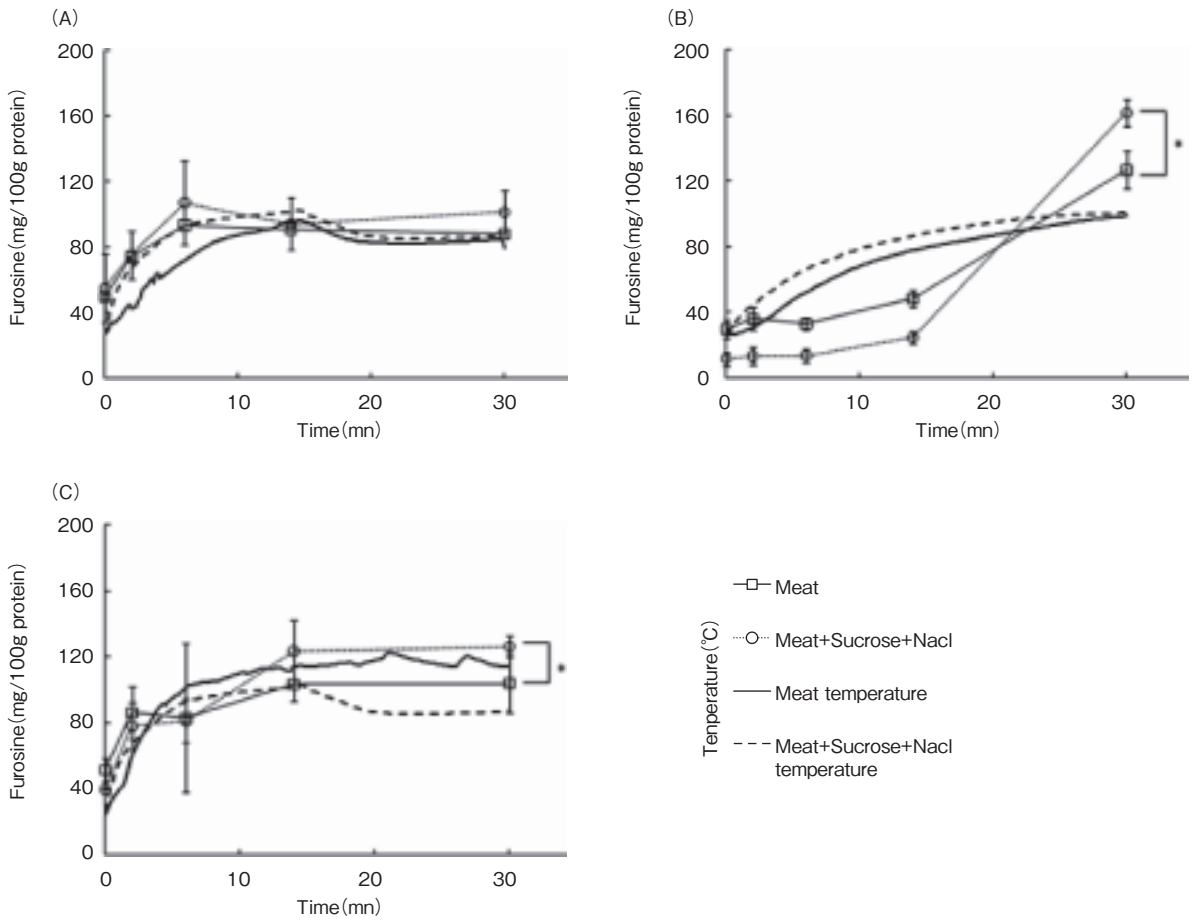 (A)
200
160
120
80
40
0
Furosine(mg/100g protein)
0 10 20 30
Time(mn)
(B)
200
160
120
80
40
0
Furosine(mg/100g protein)
*
0 10 20 30
Time(mn)
(C)
200
160
120
80
40
0
Furosine(mg/100g protein)
*
0 10 20 30
Time(mn)
Tenperature(℃)
Meat
Meat+Sucrose+Nacl
Meat temperature
Meat+Sucrose+Nacl
temperature